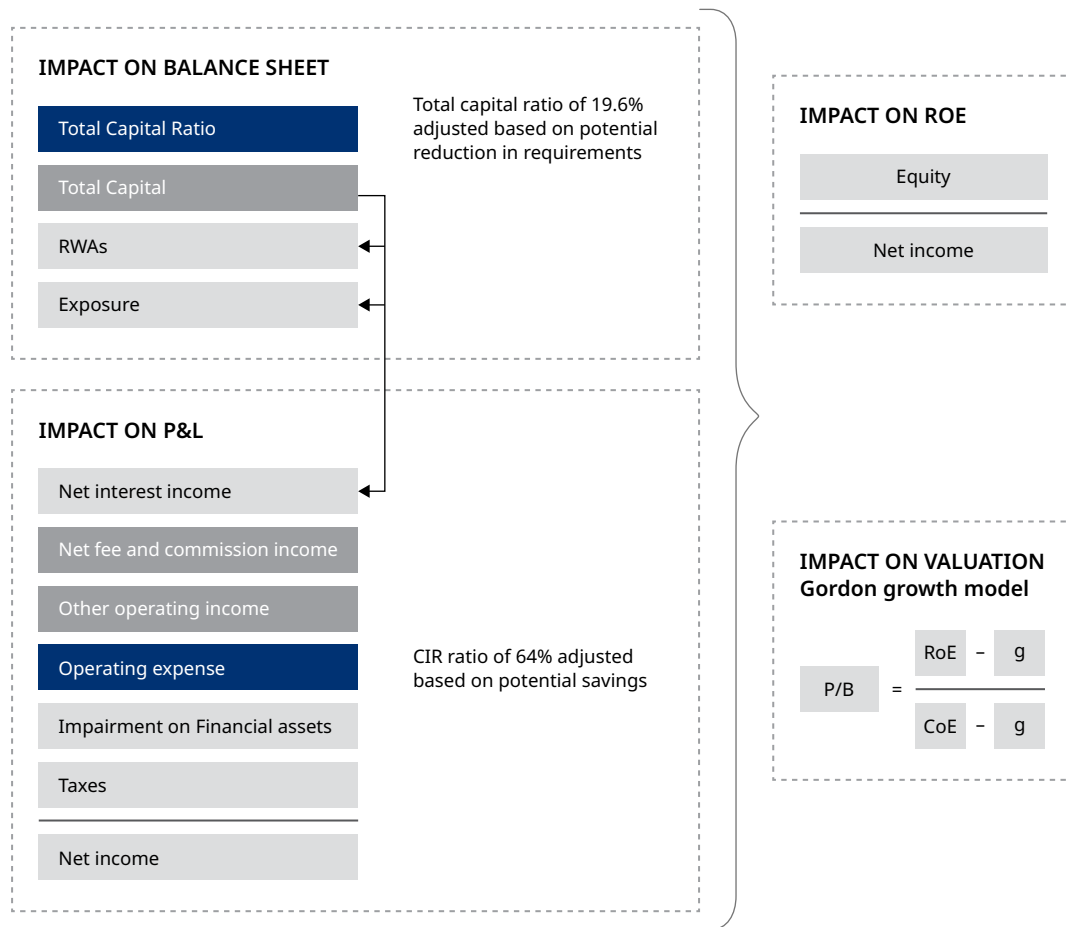 IMPACT ON BALANCE SHEET
Total Capital Ratio
Total Capital
RWAs
Exposure
Total capital ratio of 19.6%
adjusted based on potential
reduction in requirements
IMPACT ON P&L
Net interest income
Net fee and commission income
Other operating income
Operating expense
Impairment on Financial assets
Taxes
Net income
CIR ratio of 64% adjusted
based on potential savings
IMPACT ON ROE
Equity
Net income
IMPACT ON VALUATION
Gordon growth model
RoE – g
P/B =
CoE – g